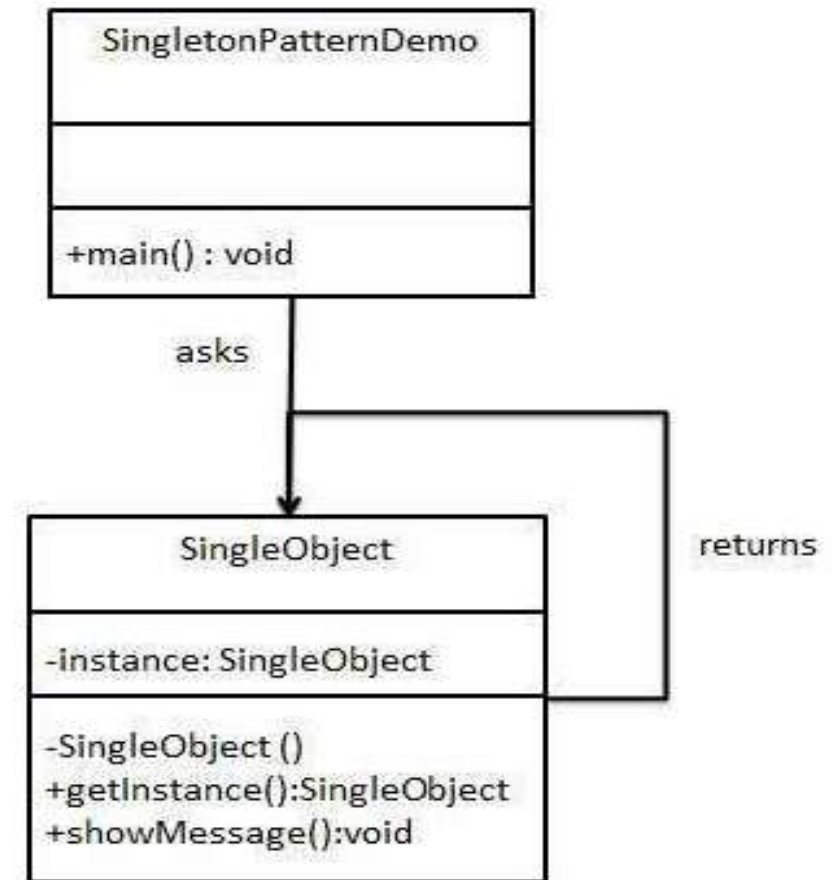 SingletonPatternDemo
+main() : void
asks
SingleObject
returns
-instance: SingleObject
-SingleObject ()
+getInstance():SingleObject
+showMessage():void